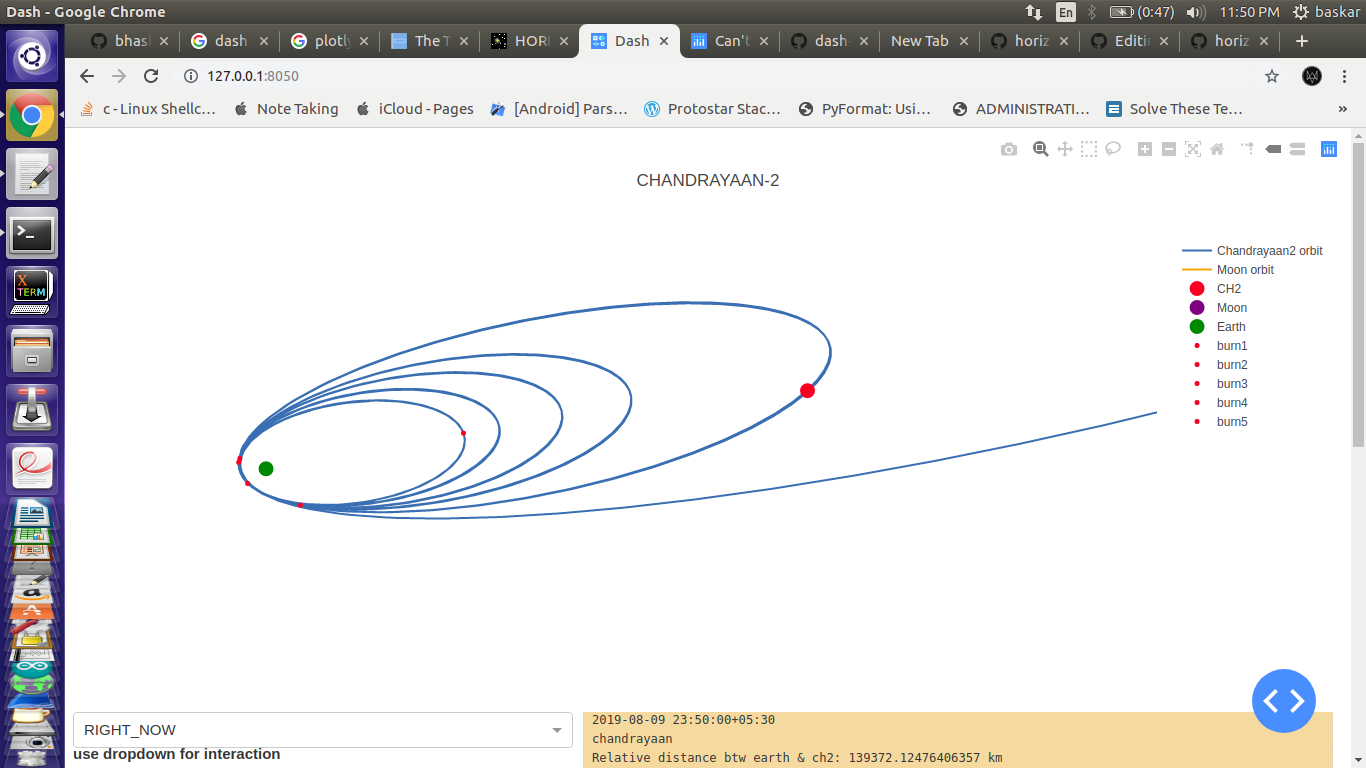 Dash - Google Chrome
En
(0:47)
11:50 PM
baskar
bhas
dash
plotl
The T
HORI
Dash
Can't
dash-
New Tab
horiz
Editi
horiz
127.0.0.1:8050
c - Linux Shellc...
Note Taking
iCloud - Pages
[Android] Pars...
Protostar Stac...
PyFormat: Usi...
ADMINISTRATI...
Solve These Te...
»
CHANDRAYAAN-2
Chandrayaan2 orbit
Moon orbit
CH2
Moon
Earth
burn1
burn2
burn3
burn4
burn5
X
TERM
RIGHT_NOW
use dropdown for interaction
2019-08-09 23:50:00+05:30
chandrayaan
Relative distance btw earth & ch2: 139372.12476406357 km